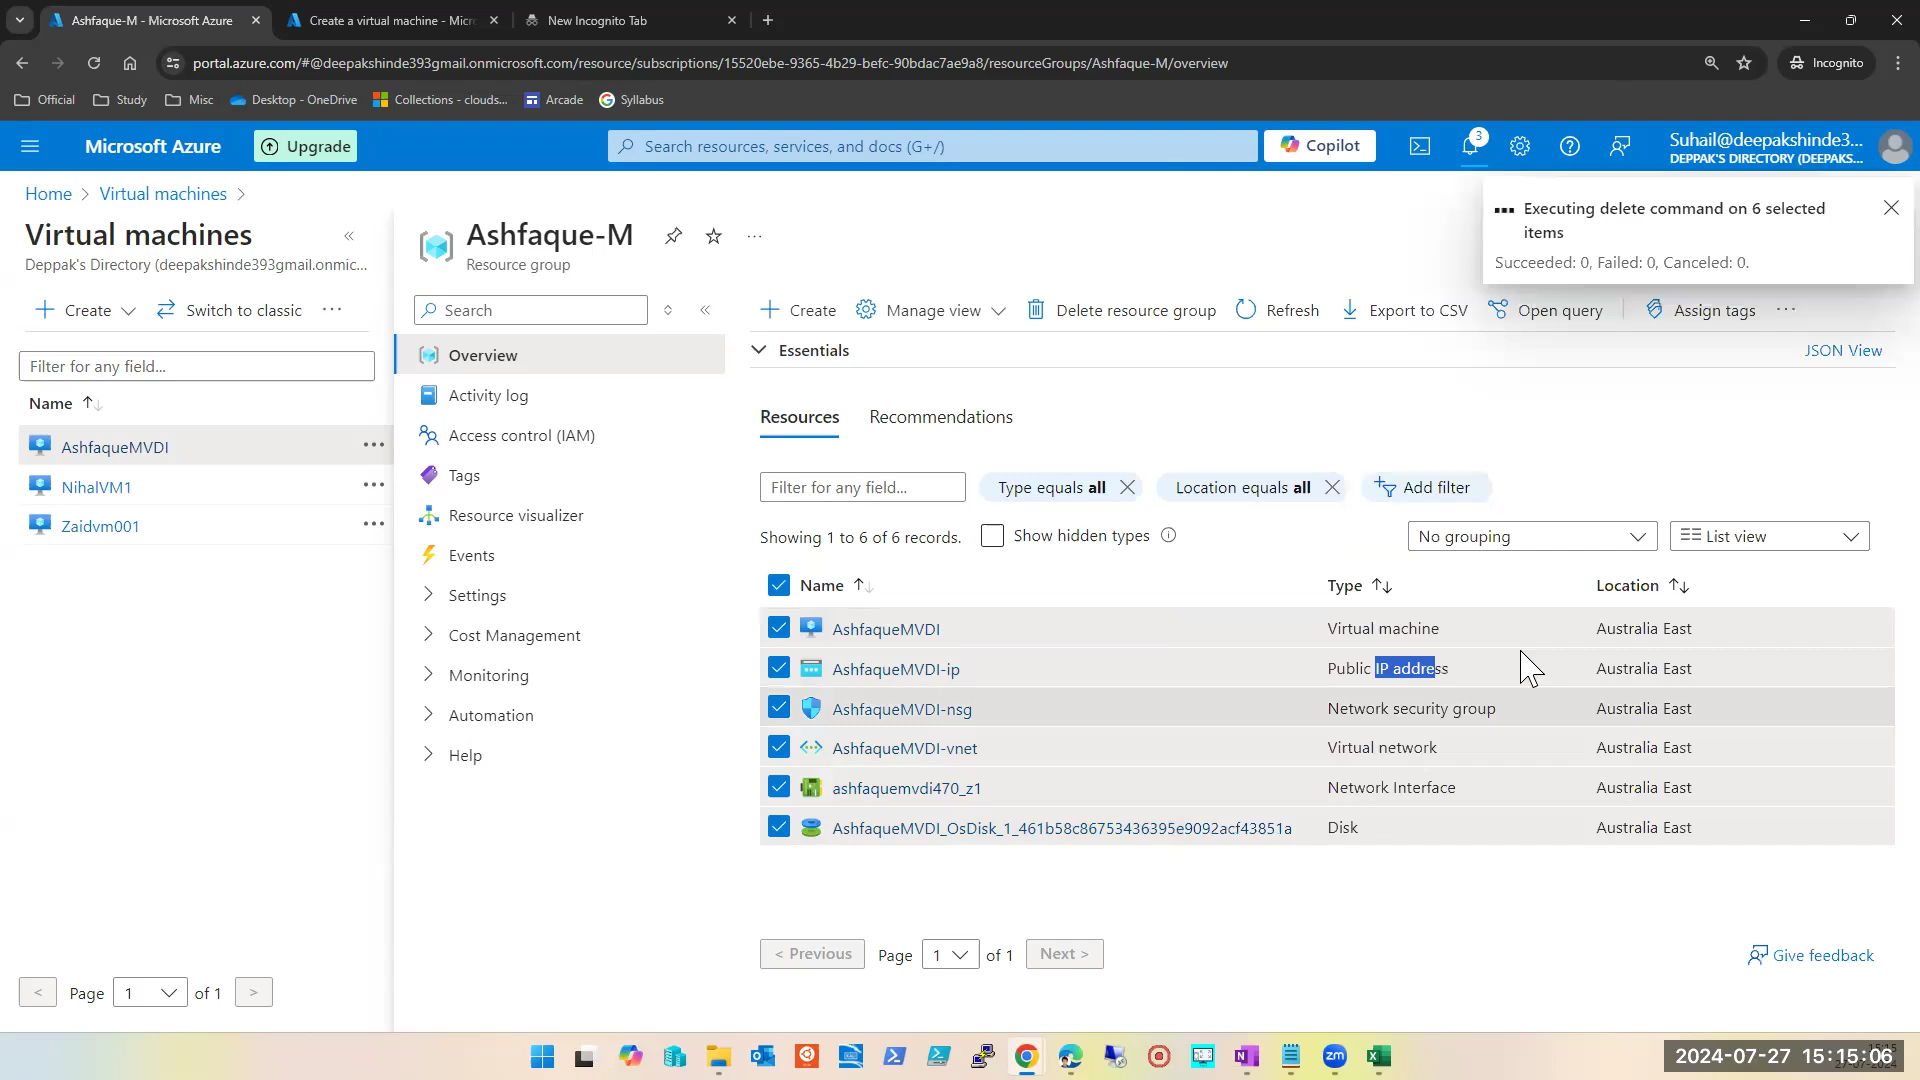 Ashfaque-M - Microsoft Azure
Create a virtual machine - Micr
New Incognito Tab
portal.azure.com/#@deepakshinde393gmail.onmicrosoft.com/resource/subscriptions/15520ebe-9365-4b29-befc-90bdac7ae9a8/resourceGroups/Ashfaque-M/overview
Incognito
Official
Study
Misc
Desktop - OneDrive
Collections - clouds...
Arcade
Syllabus
Microsoft Azure
Upgrade
Search resources, services, and docs (G+/)
Copilot
3
Suhail@deepakshinde3...
DEPPAK'S DIRECTORY (DEEPAKS...
Home > Virtual machines >
Executing delete command on 6 selected
items
Succeeded: 0, Failed: 0, Canceled: 0.
Virtual machines
Deppak's Directory (deepakshinde393gmail.onmic...
Create
Switch to classic
Filter for any field...
Name
AshfaqueMVDI
NihalVM1
Zaidvm001
< Page 1 of 1 >
Ashfaque-M
Resource group
Search
Overview
Activity log
Access control (IAM)
Tags
Resource visualizer
Events
Settings
Cost Management
Monitoring
Automation
Help
Create
Manage view
Delete resource group
Refresh
Export to CSV
Open query
Assign tags
Essentials
JSON View
Resources
Recommendations
Filter for any field...
Type equals all
Location equals all
Add filter
Showing 1 to 6 of 6 records.
Show hidden types
No grouping
List view
Name Type Location
AshfaqueMVDI Virtual machine Australia East
AshfaqueMVDI-ip Public IP address Australia East
AshfaqueMVDI-nsg Network security group Australia East
AshfaqueMVDI-vnet Virtual network Australia East
ashfaquemvdi470_z1 Network Interface Australia East
AshfaqueMVDI_OsDisk_1_461b58c86753436395e9092acf43851a Disk Australia East
< Previous Page 1 of 1 Next >
Give feedback
zm
2024-07-27 15:15:06